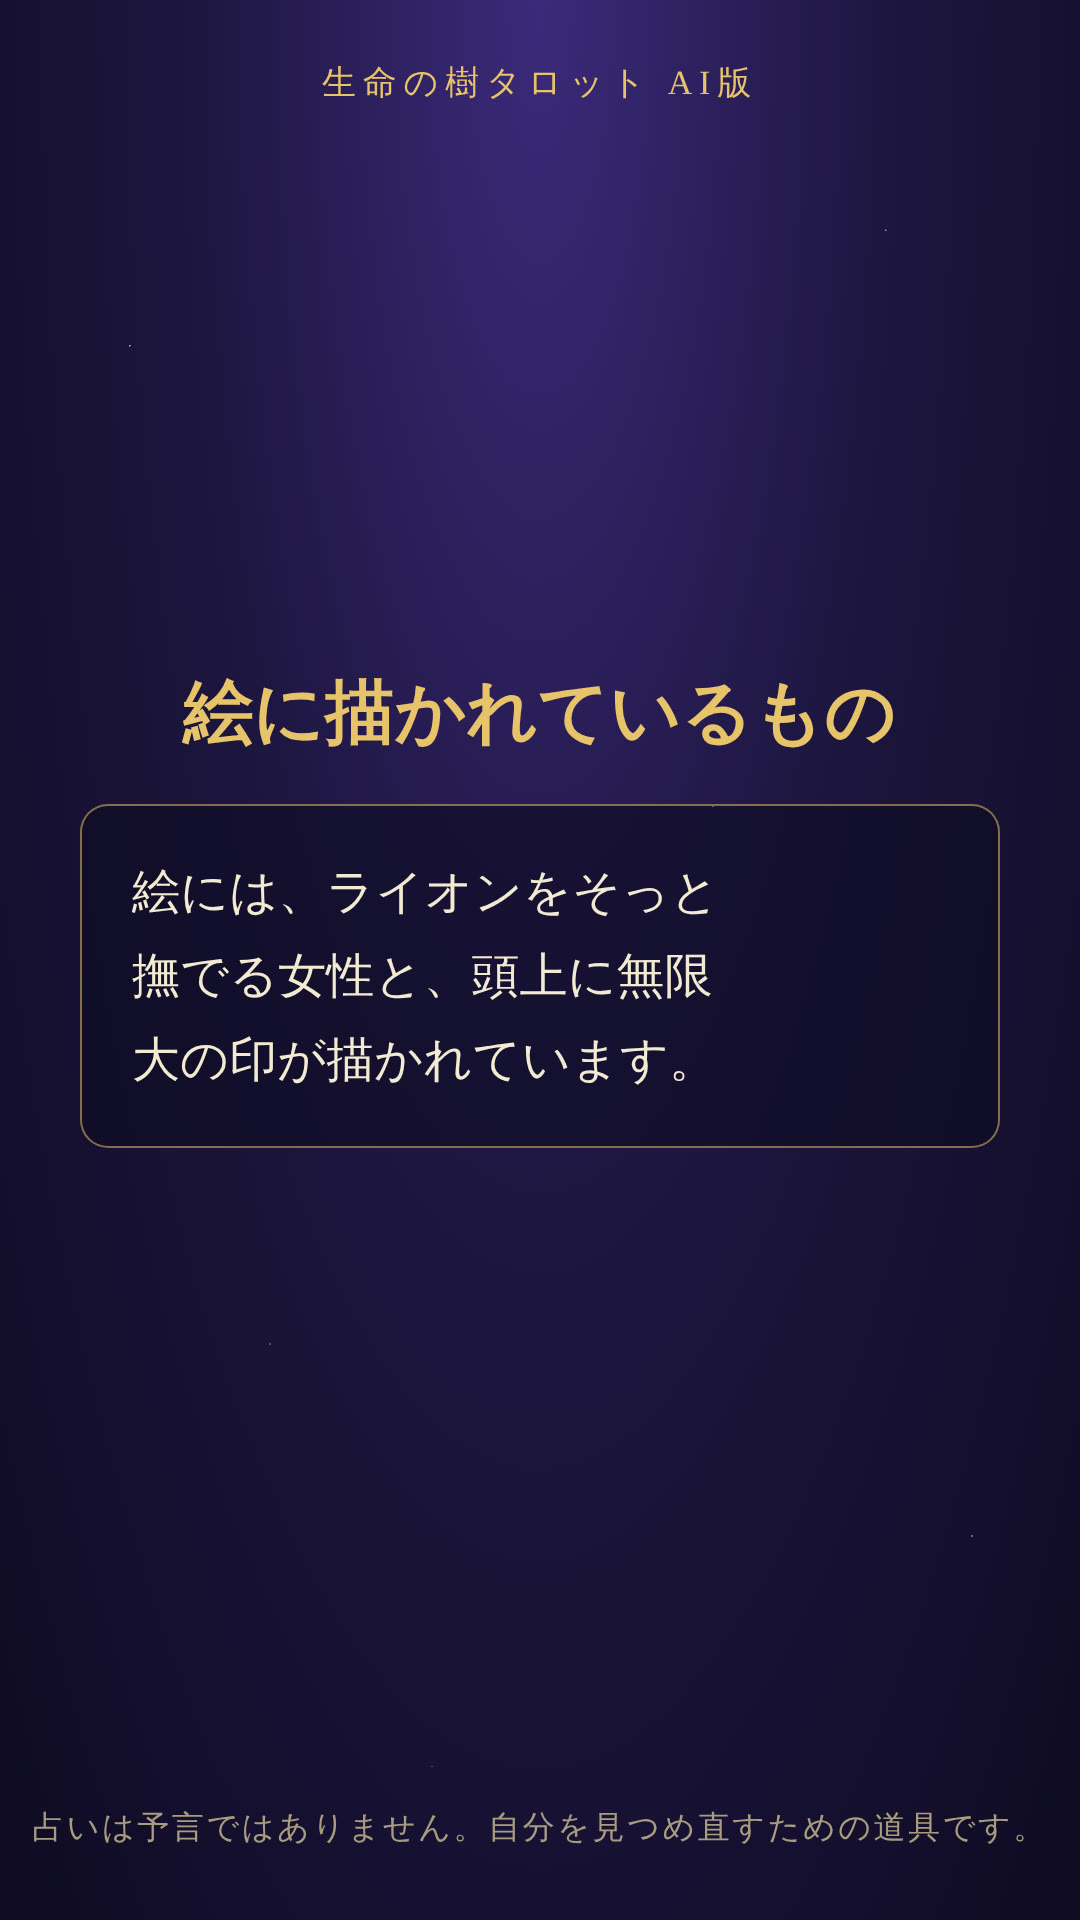 生命の樹タロット AI版
絵に描かれているもの
絵には、ライオンをそっと
撫でる女性と、頭上に無限
大の印が描かれています。
占いは予言ではありません。自分を見つめ直すための道具です。